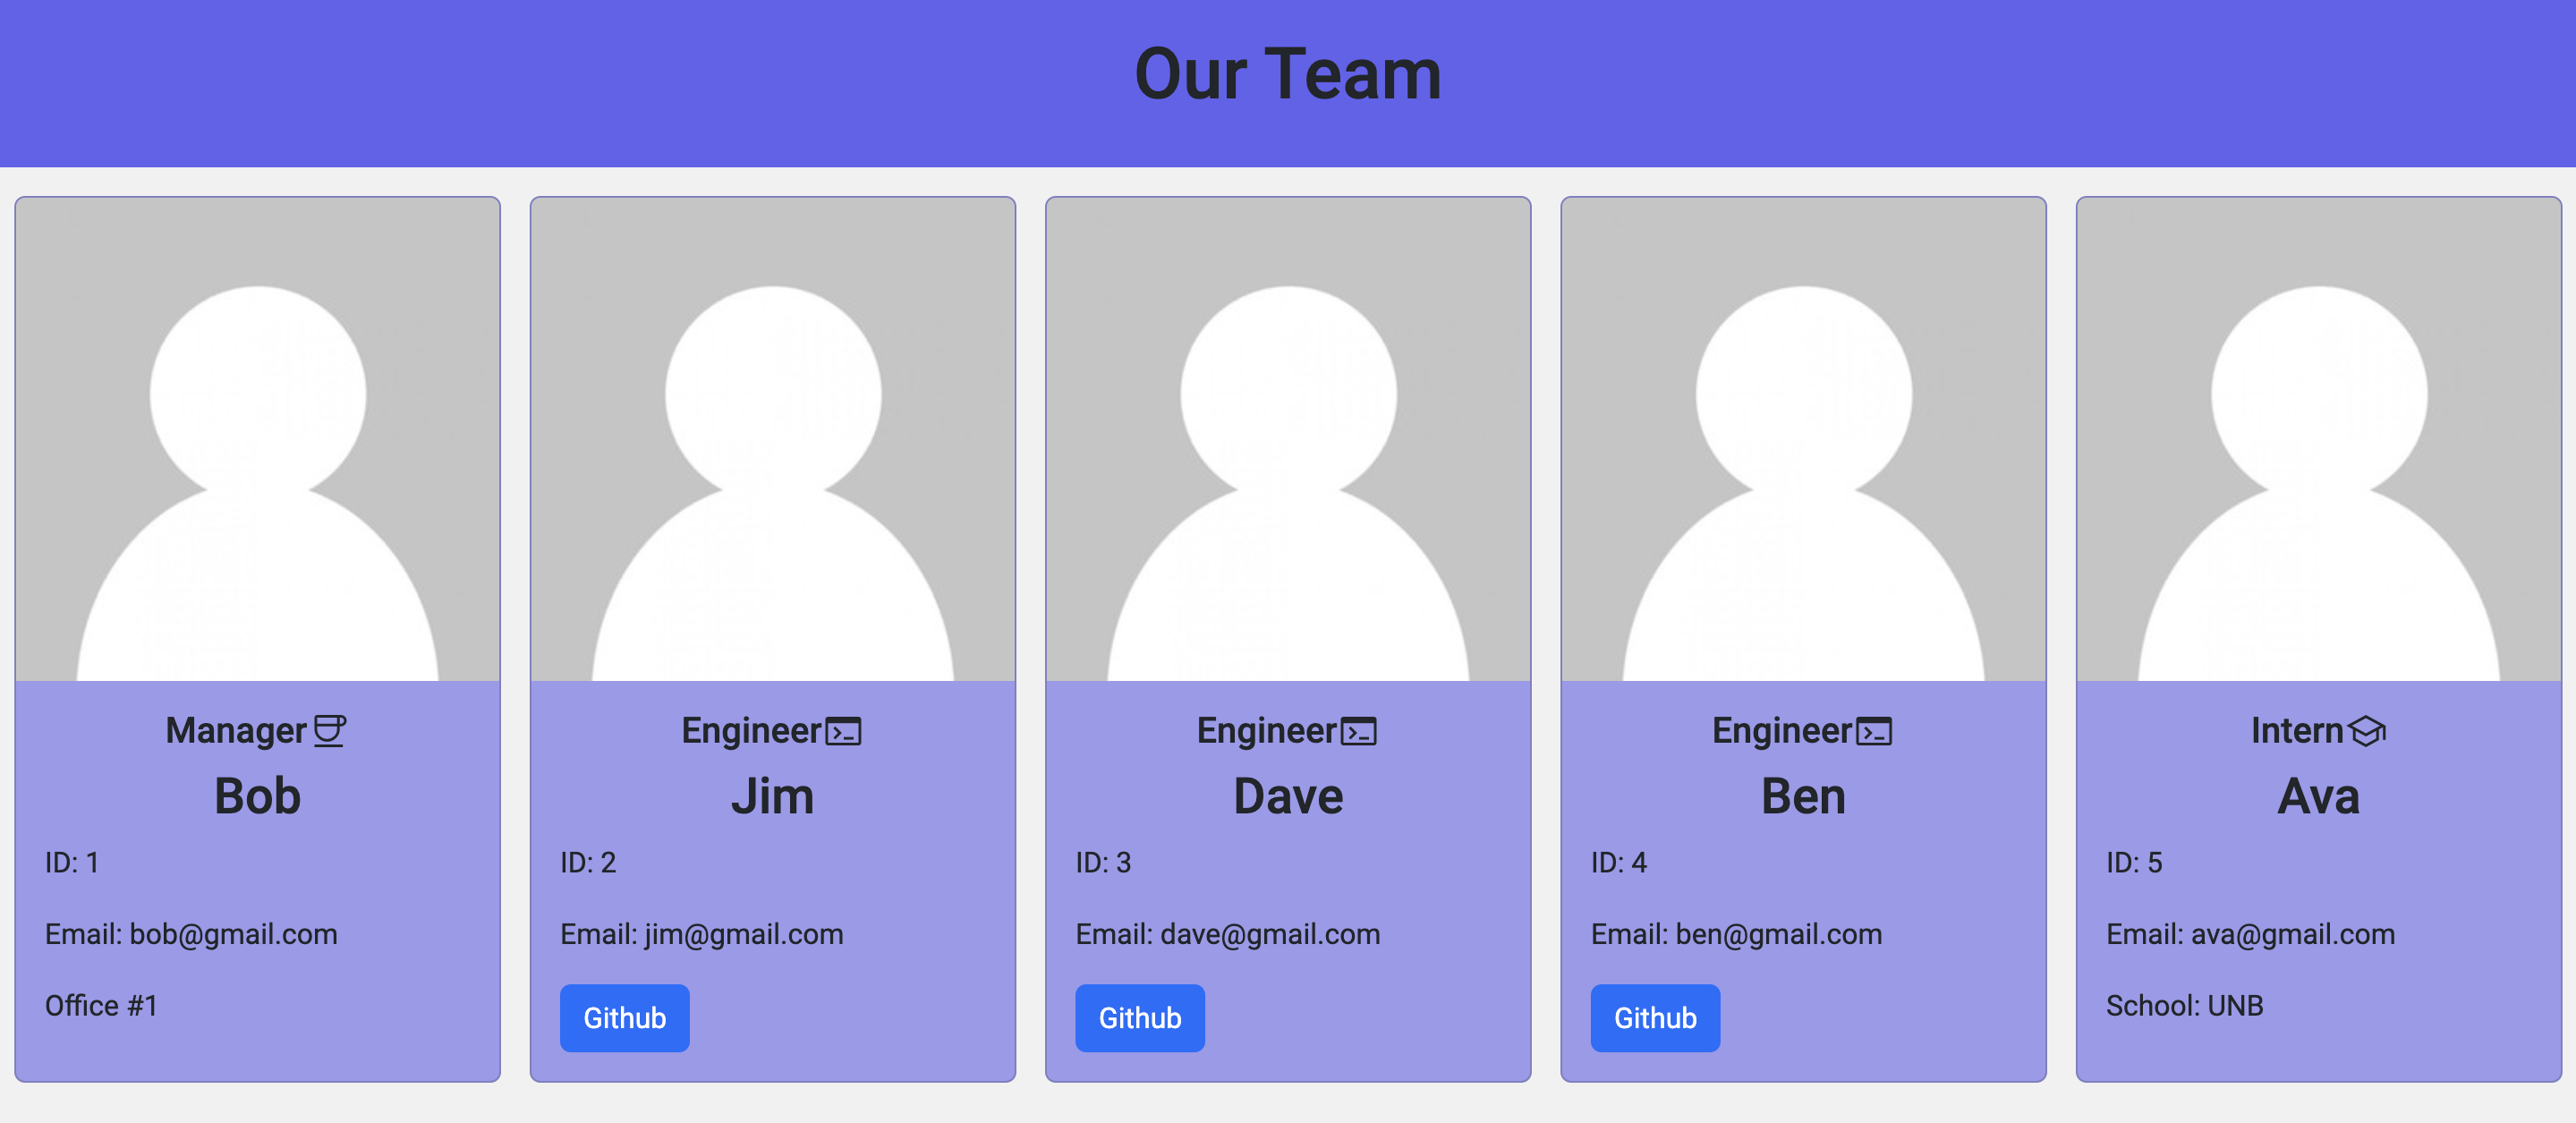 Our Team
Manager
Bob
ID: 1
Email: bob@gmail.com
Office #1
Engineer
Jim
ID: 2
Email: jim@gmail.com
Github
Engineer
Dave
ID: 3
Email: dave@gmail.com
Github
Engineer
Ben
ID: 4
Email: ben@gmail.com
Github
Intern
Ava
ID: 5
Email: ava@gmail.com
School: UNB